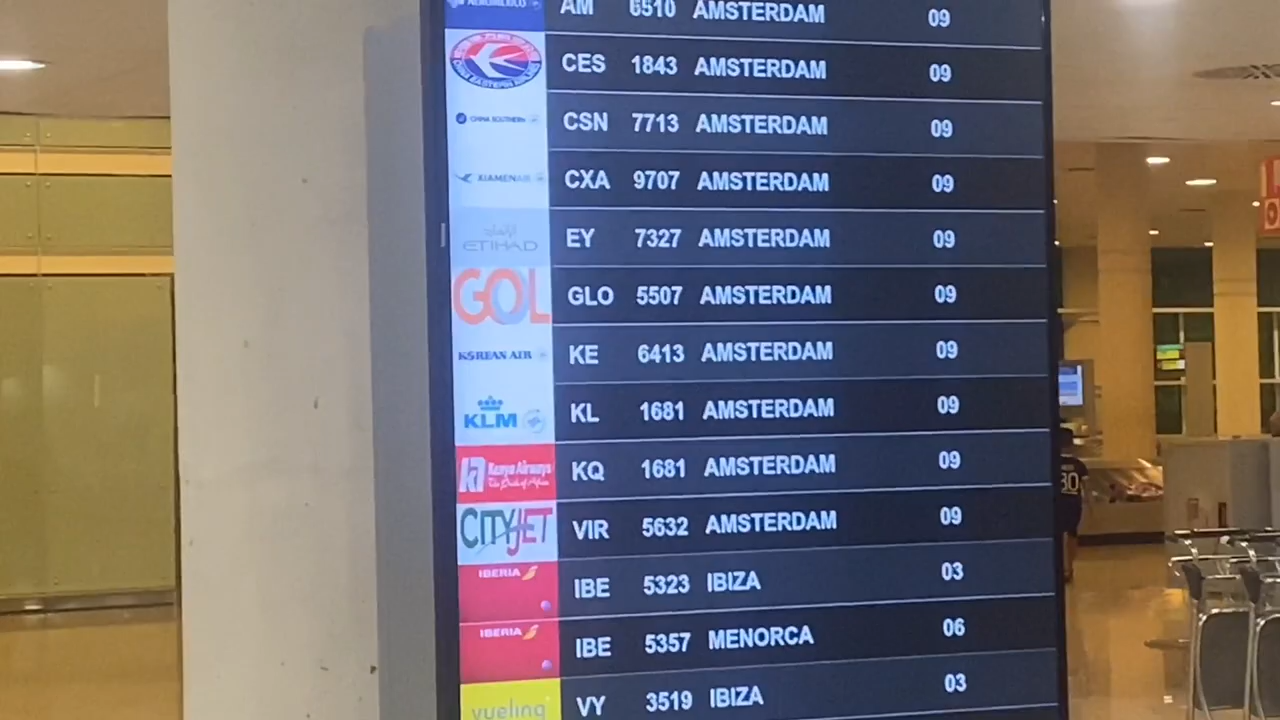 AM 6510 AMSTERDAM 09
CES 1843 AMSTERDAM 09
CHINA SOUTHERN CSN 7713 AMSTERDAM 09
XIAMENAIR CXA 9707 AMSTERDAM 09
ETIHAD EY 7327 AMSTERDAM 09
GOL GLO 5507 AMSTERDAM 09
KOREAN AIR KE 6413 AMSTERDAM 09
KLM KL 1681 AMSTERDAM 09
Kenya Airways KQ 1681 AMSTERDAM 09
CITYJET VIR 5632 AMSTERDAM 09
IBERIA IBE 5323 IBIZA 03
IBERIA IBE 5357 MENORCA 06
vueling VY 3519 IBIZA 03
30